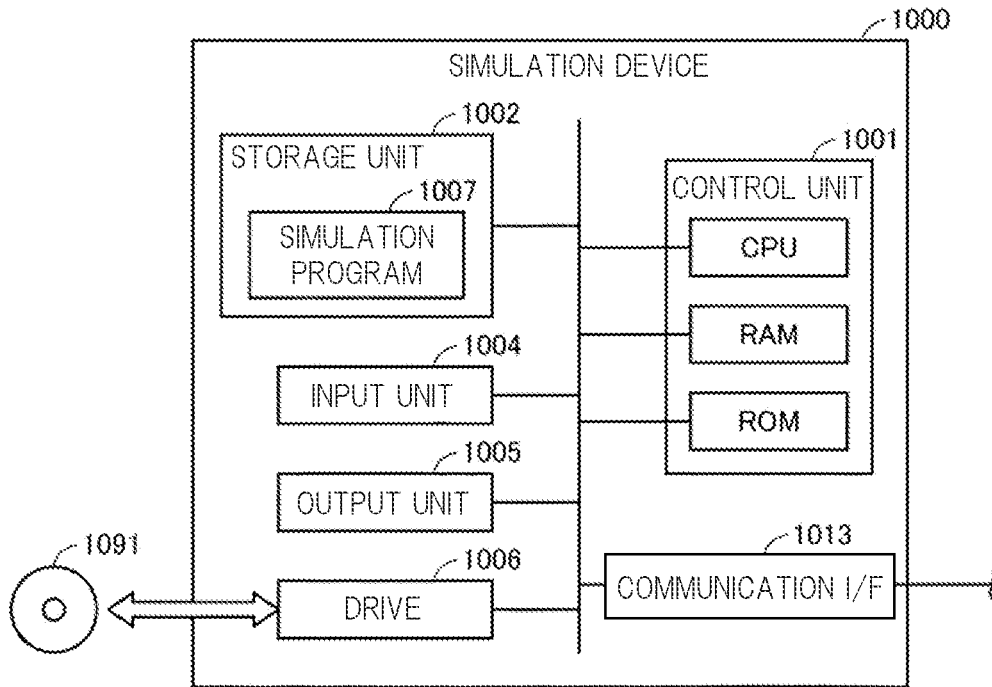 1000
SIMULATION DEVICE
1002
STORAGE UNIT
1007
SIMULATION
PROGRAM
1001
CONTROL UNIT
CPU
RAM
ROM
1004
INPUT UNIT
1005
OUTPUT UNIT
1091
1006
DRIVE
1013
COMMUNICATION I/F